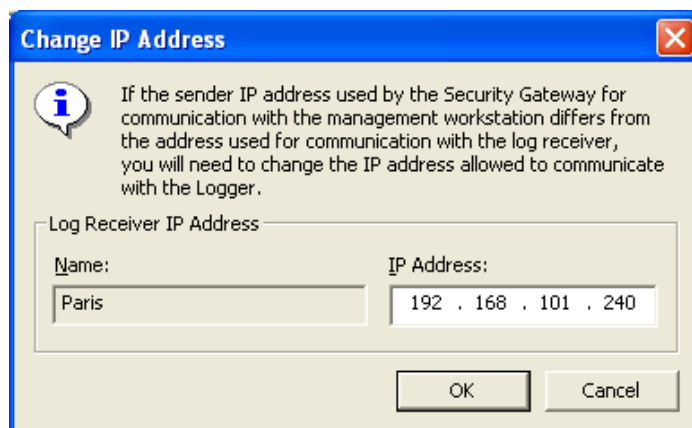 Change IP Address
If the sender IP address used by the Security Gateway for
communication with the management workstation differs from
the address used for communication with the log receiver,
you will need to change the IP address allowed to communicate
with the Logger.
Log Receiver IP Address
Name: IP Address:
Paris 192 . 168 . 101 . 240
OK Cancel